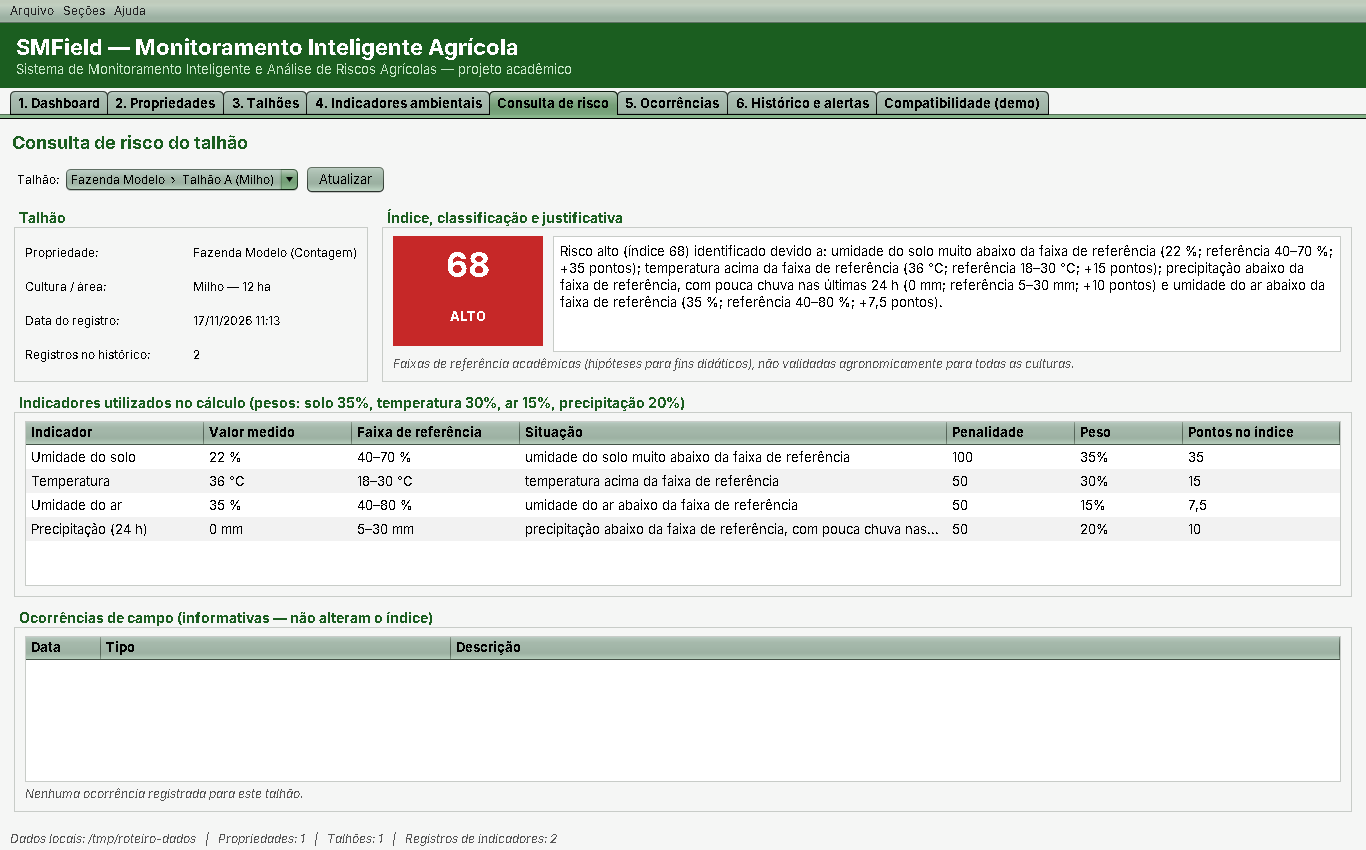 Arquivo Seções Ajuda
SMField — Monitoramento Inteligente Agrícola
Sistema de Monitoramento Inteligente e Análise de Riscos Agrícolas — projeto acadêmico
1. Dashboard 2. Propriedades 3. Talhões 4. Indicadores ambientais Consulta de risco 5. Ocorrências 6. Histórico e alertas Compatibilidade (demo)
Consulta de risco do talhão
Talhão: Fazenda Modelo › Talhão A (Milho) Atualizar
Talhão
Propriedade: Fazenda Modelo (Contagem)
Cultura / área: Milho — 12 ha
Data do registro: 17/11/2026 11:13
Registros no histórico: 2
Índice, classificação e justificativa
68
ALTO
Risco alto (índice 68) identificado devido a: umidade do solo muito abaixo da faixa de referência (22 %; referência 40–70 %;
+35 pontos); temperatura acima da faixa de referência (36 °C; referência 18–30 °C; +15 pontos); precipitação abaixo da
faixa de referência, com pouca chuva nas últimas 24 h (0 mm; referência 5–30 mm; +10 pontos) e umidade do ar abaixo da
faixa de referência (35 %; referência 40–80 %; +7,5 pontos).
Faixas de referência acadêmicas (hipóteses para fins didáticos), não validadas agronomicamente para todas as culturas.
Indicadores utilizados no cálculo (pesos: solo 35%, temperatura 30%, ar 15%, precipitação 20%)
Indicador Valor medido Faixa de referência Situação Penalidade Peso Pontos no índice
Umidade do solo 22 % 40–70 % umidade do solo muito abaixo da faixa de referência 100 35% 35
Temperatura 36 °C 18–30 °C temperatura acima da faixa de referência 50 30% 15
Umidade do ar 35 % 40–80 % umidade do ar abaixo da faixa de referência 50 15% 7,5
Precipitação (24 h) 0 mm 5–30 mm precipitação abaixo da faixa de referência, com pouca chuva nas... 50 20% 10
Ocorrências de campo (informativas — não alteram o índice)
Data Tipo Descrição
Nenhuma ocorrência registrada para este talhão.
Dados locais: /tmp/roteiro-dados | Propriedades: 1 | Talhões: 1 | Registros de indicadores: 2